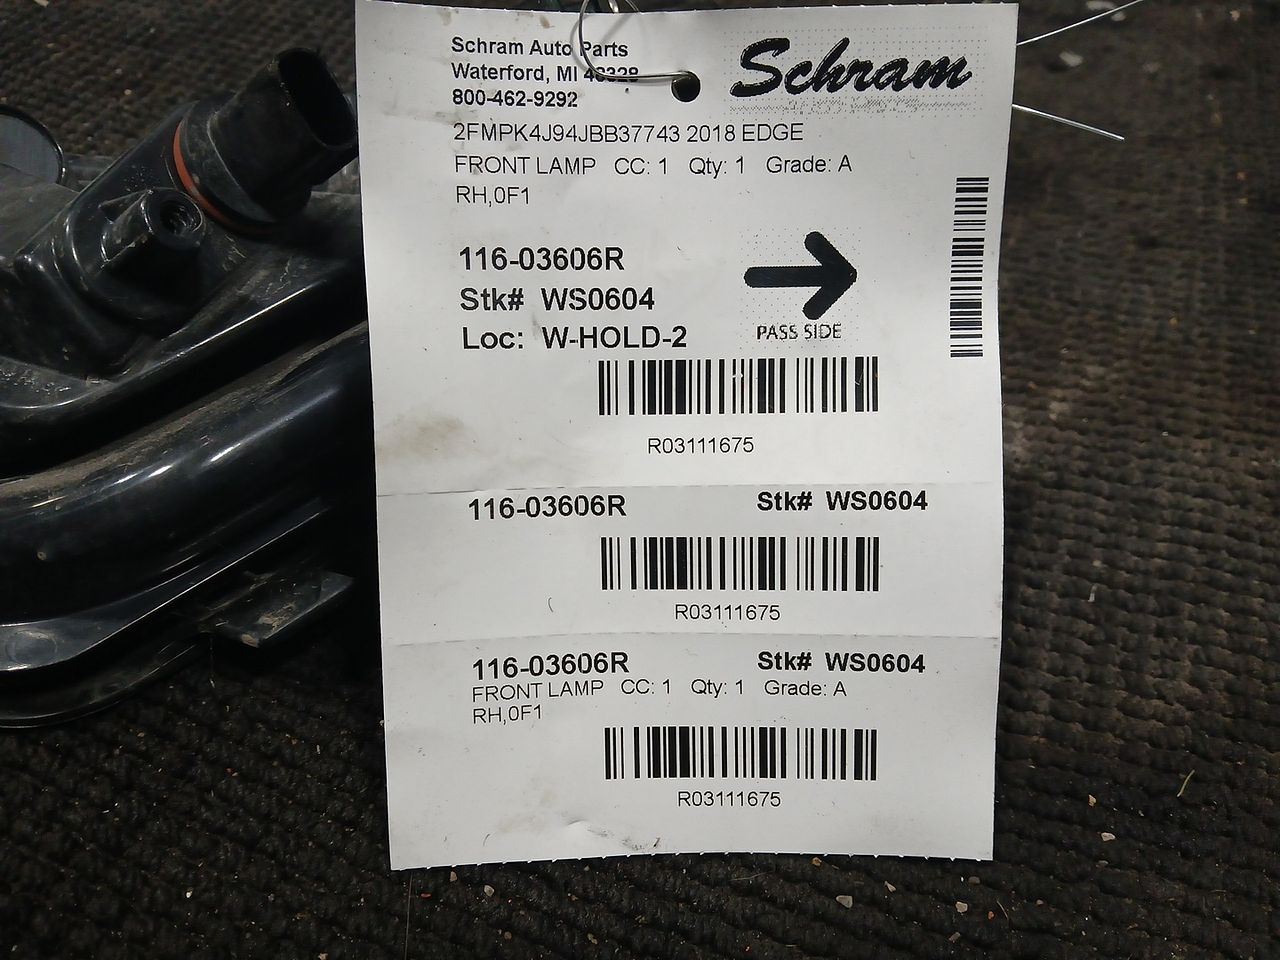 Schram Auto Parts
Waterford, MI 48328
800-462-9292
Schram
2FMPK4J94JBB37743 2018 EDGE
FRONT LAMP CC: 1 Qty: 1 Grade: A
RH,0F1
116-03606R
Stk# WS0604
Loc: W-HOLD-2
PASS SIDE
R03111675
116-03606R Stk# WS0604
R03111675
116-03606R Stk# WS0604
FRONT LAMP CC: 1 Qty: 1 Grade: A
RH,0F1
R03111675